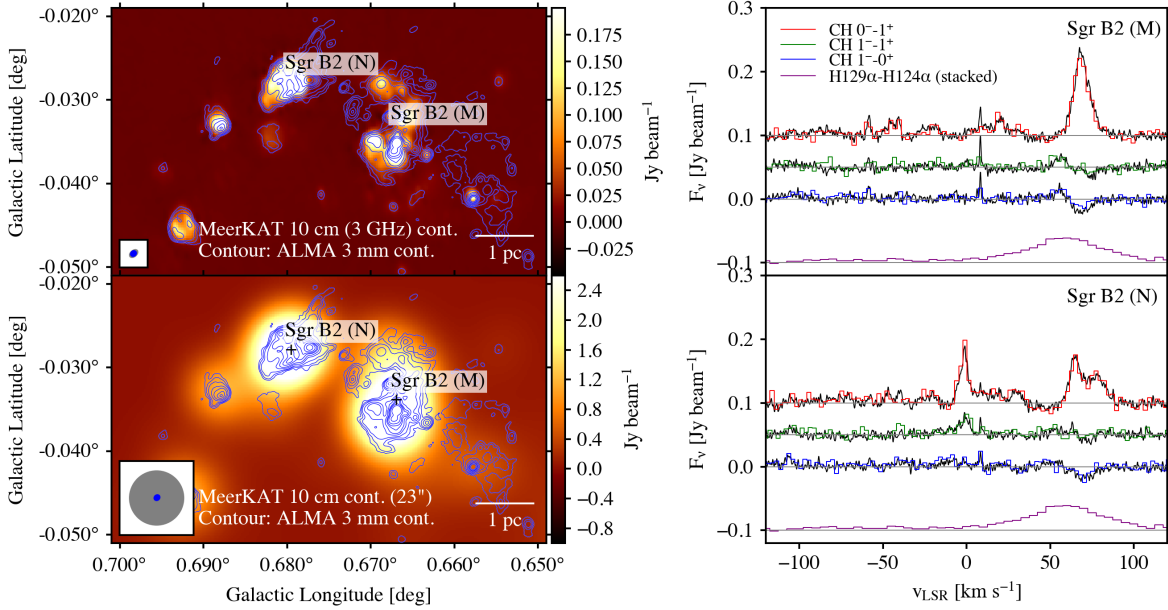 -0.020°
-0.030°
-0.040°
-0.050°
Galactic Latitude [deg]
Sgr B2 (N)
Sgr B2 (M)
MeerKAT 10 cm (3 GHz) cont.
Contour: ALMA 3 mm cont.
1 pc
0.175
0.150
0.125
0.100
0.075
0.050
0.025
0.000
−0.025
Jy beam⁻¹
-0.020°
-0.030°
-0.040°
-0.050°
Galactic Latitude [deg]
Sgr B2 (N)
Sgr B2 (M)
MeerKAT 10 cm cont. (23")
Contour: ALMA 3 mm cont.
1 pc
2.4
2.0
1.6
1.2
0.8
0.4
0.0
−0.4
−0.8
Jy beam⁻¹
0.700° 0.690° 0.680° 0.670° 0.660° 0.650°
Galactic Longitude [deg]
0.3
0.2
0.1
0.0
−0.1
Fᵥ [Jy beam⁻¹]
Sgr B2 (M)
CH 0⁻-1⁺
CH 1⁻-1⁺
CH 1⁻-0⁺
H129α-H124α (stacked)
0.3
0.2
0.1
0.0
−0.1
Fᵥ [Jy beam⁻¹]
Sgr B2 (N)
−100 −50 0 50 100
v_LSR [km s⁻¹]